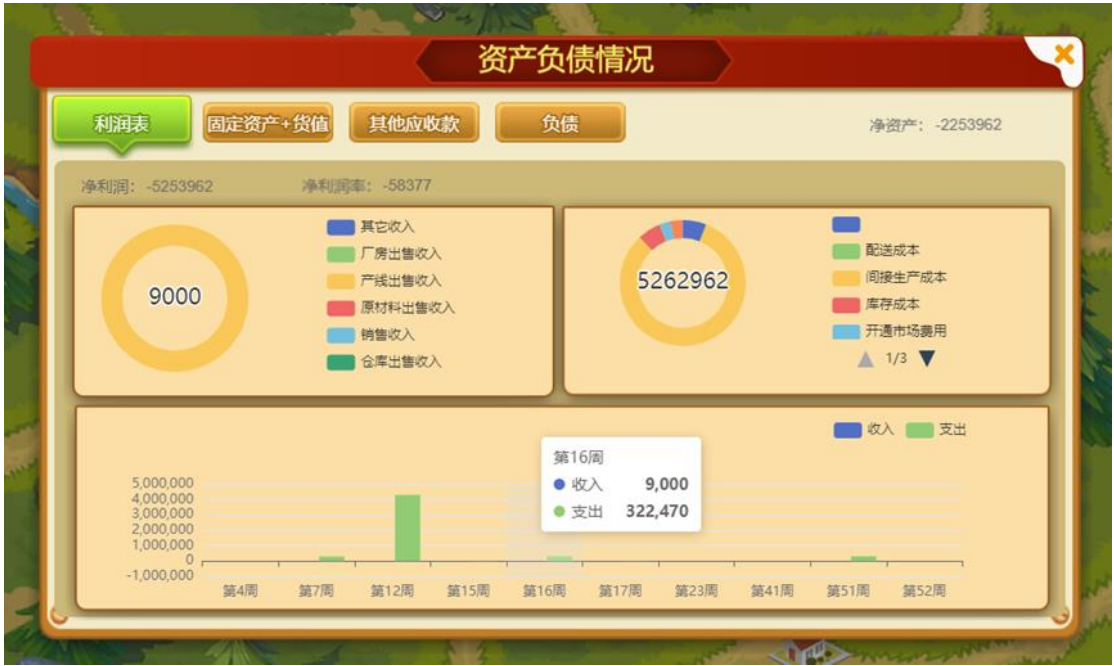 资产负债情况
利润表 固定资产+货值 其他应收款 负债 净资产： -2253962
净利润： -5253962 净利润率： -58377
9000
其它收入
厂房出售收入
产线出售收入
原材料出售收入
销售收入
仓库出售收入
5262962
配送成本
间接生产成本
库存成本
开通市场费用
1/3
收入 支出
第16周
收入 9,000
支出 322,470
5,000,000
4,000,000
3,000,000
2,000,000
1,000,000
0
-1,000,000
第4周 第7周 第12周 第15周 第16周 第17周 第23周 第41周 第51周 第52周